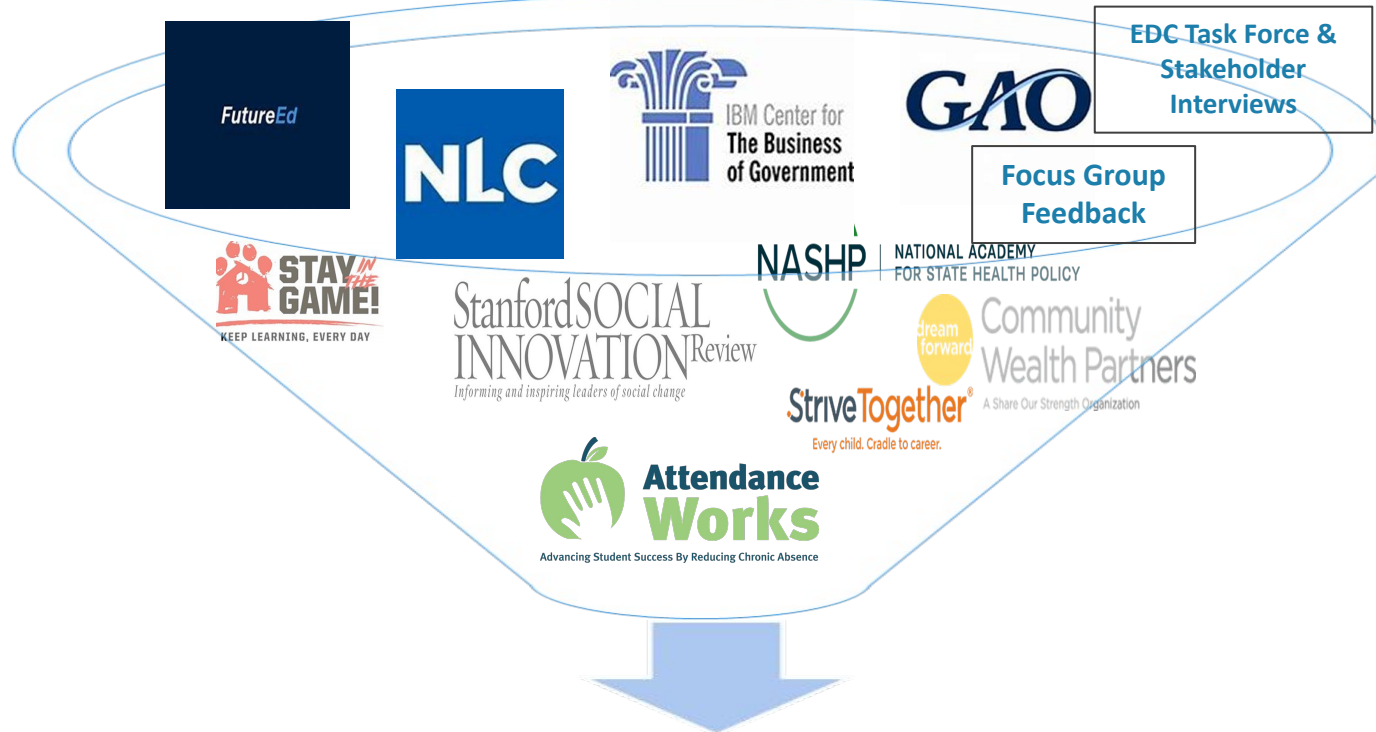 EDC Task Force &
Stakeholder
Interviews
FutureEd
NLC
IBM Center for
The Business
of Government
GAO
Focus Group
Feedback
STAY IN
THE
GAME!
KEEP LEARNING, EVERY DAY
Stanford SOCIAL
INNOVATION Review
Informing and inspiring leaders of social change
NASHP
NATIONAL ACADEMY
FOR STATE HEALTH POLICY
dream
forward
Community
Wealth Partners
A Share Our Strength Organization
StriveTogether®
Every child. Cradle to career.
Attendance
Works
Advancing Student Success By Reducing Chronic Absence